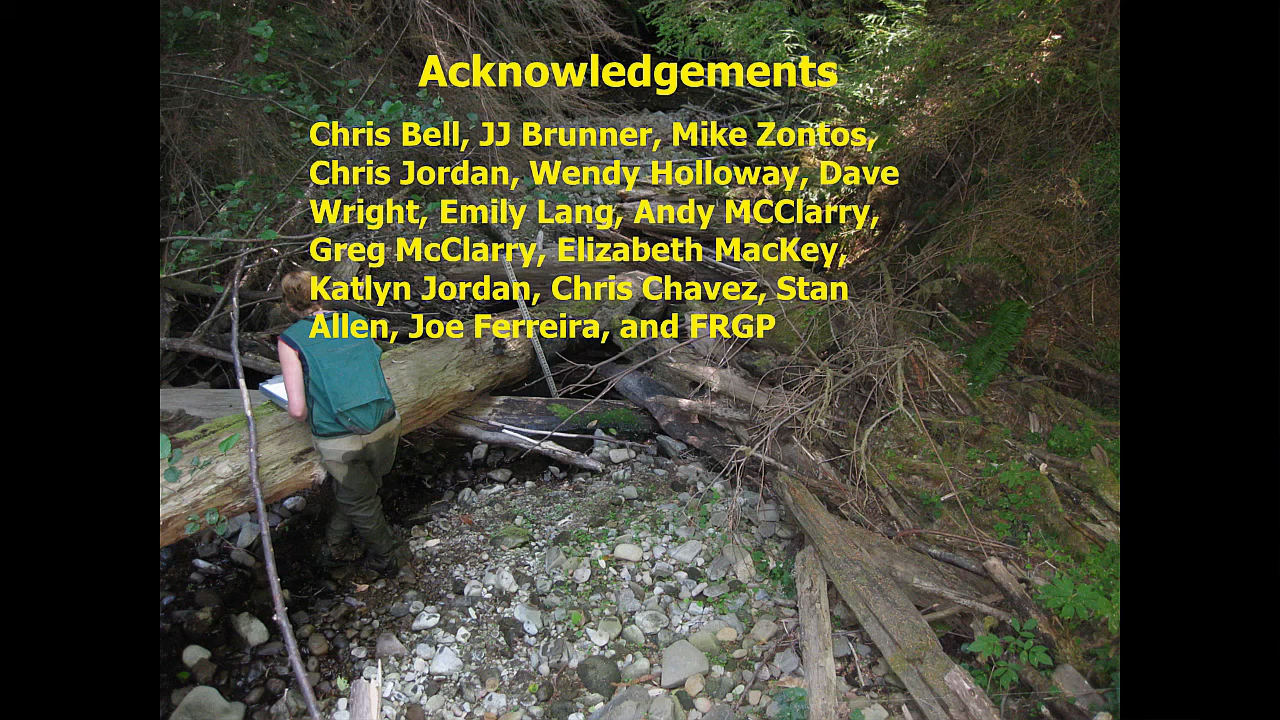 Acknowledgements
Chris Bell, JJ Brunner, Mike Zontos,
Chris Jordan, Wendy Holloway, Dave
Wright, Emily Lang, Andy MCClarry,
Greg McClarry, Elizabeth MacKey,
Katlyn Jordan, Chris Chavez, Stan
Allen, Joe Ferreira, and FRGP